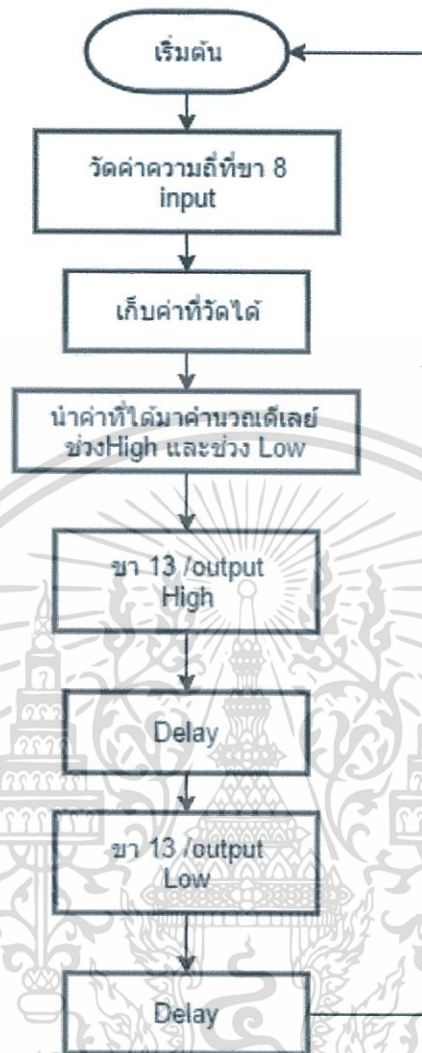 เริ่มต้น
วัดค่าความถี่ที่ขา 8
input
เก็บค่าที่วัดได้
นำค่าที่ได้มาคำนวณดีเลย์
ช่วงHigh และช่วง Low
ขา 13 /output
High
Delay
ขา 13 /output
Low
Delay